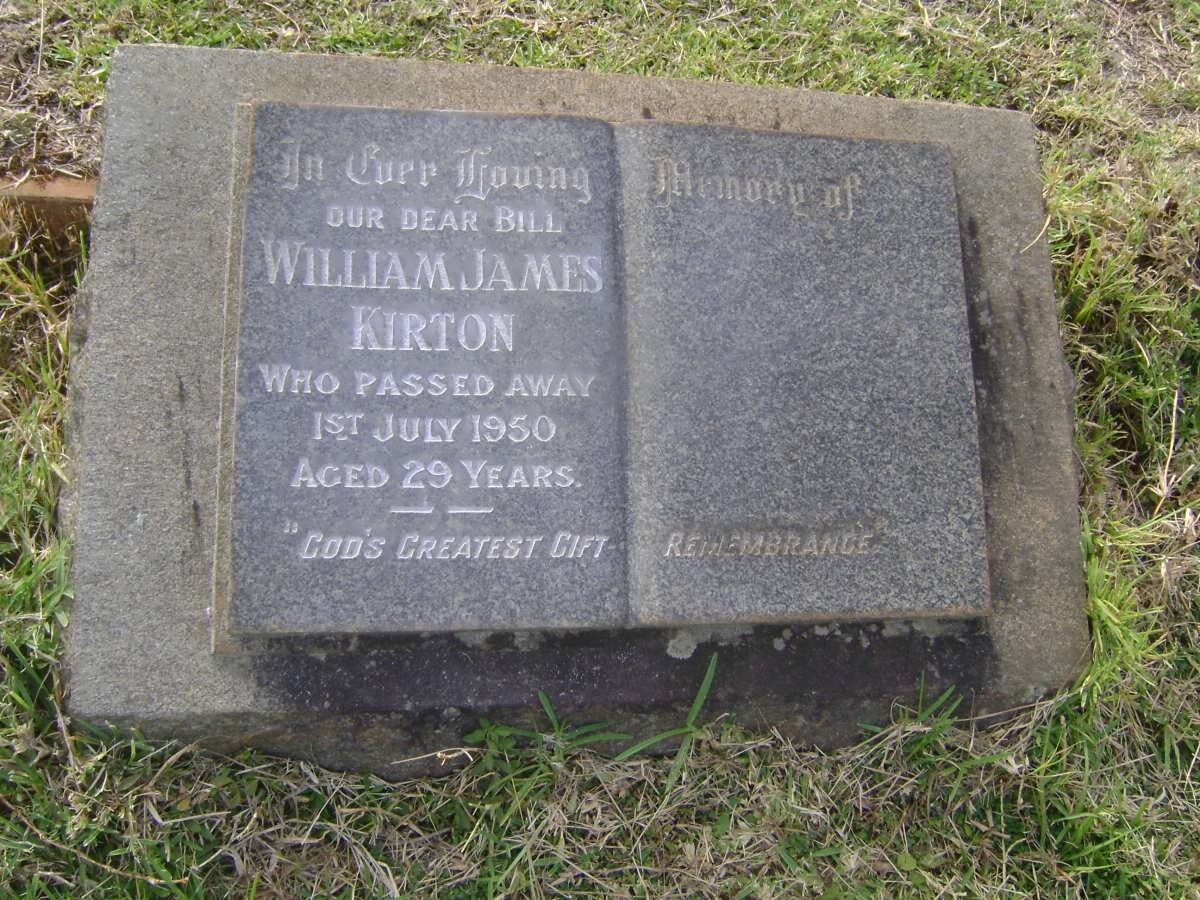 In Ever Loving Memory of
OUR DEAR BILL
WILLIAM JAMES
KIRTON
WHO PASSED AWAY
1ST JULY 1950
AGED 29 YEARS.
"GOD'S GREATEST GIFT REMEMBRANCE"